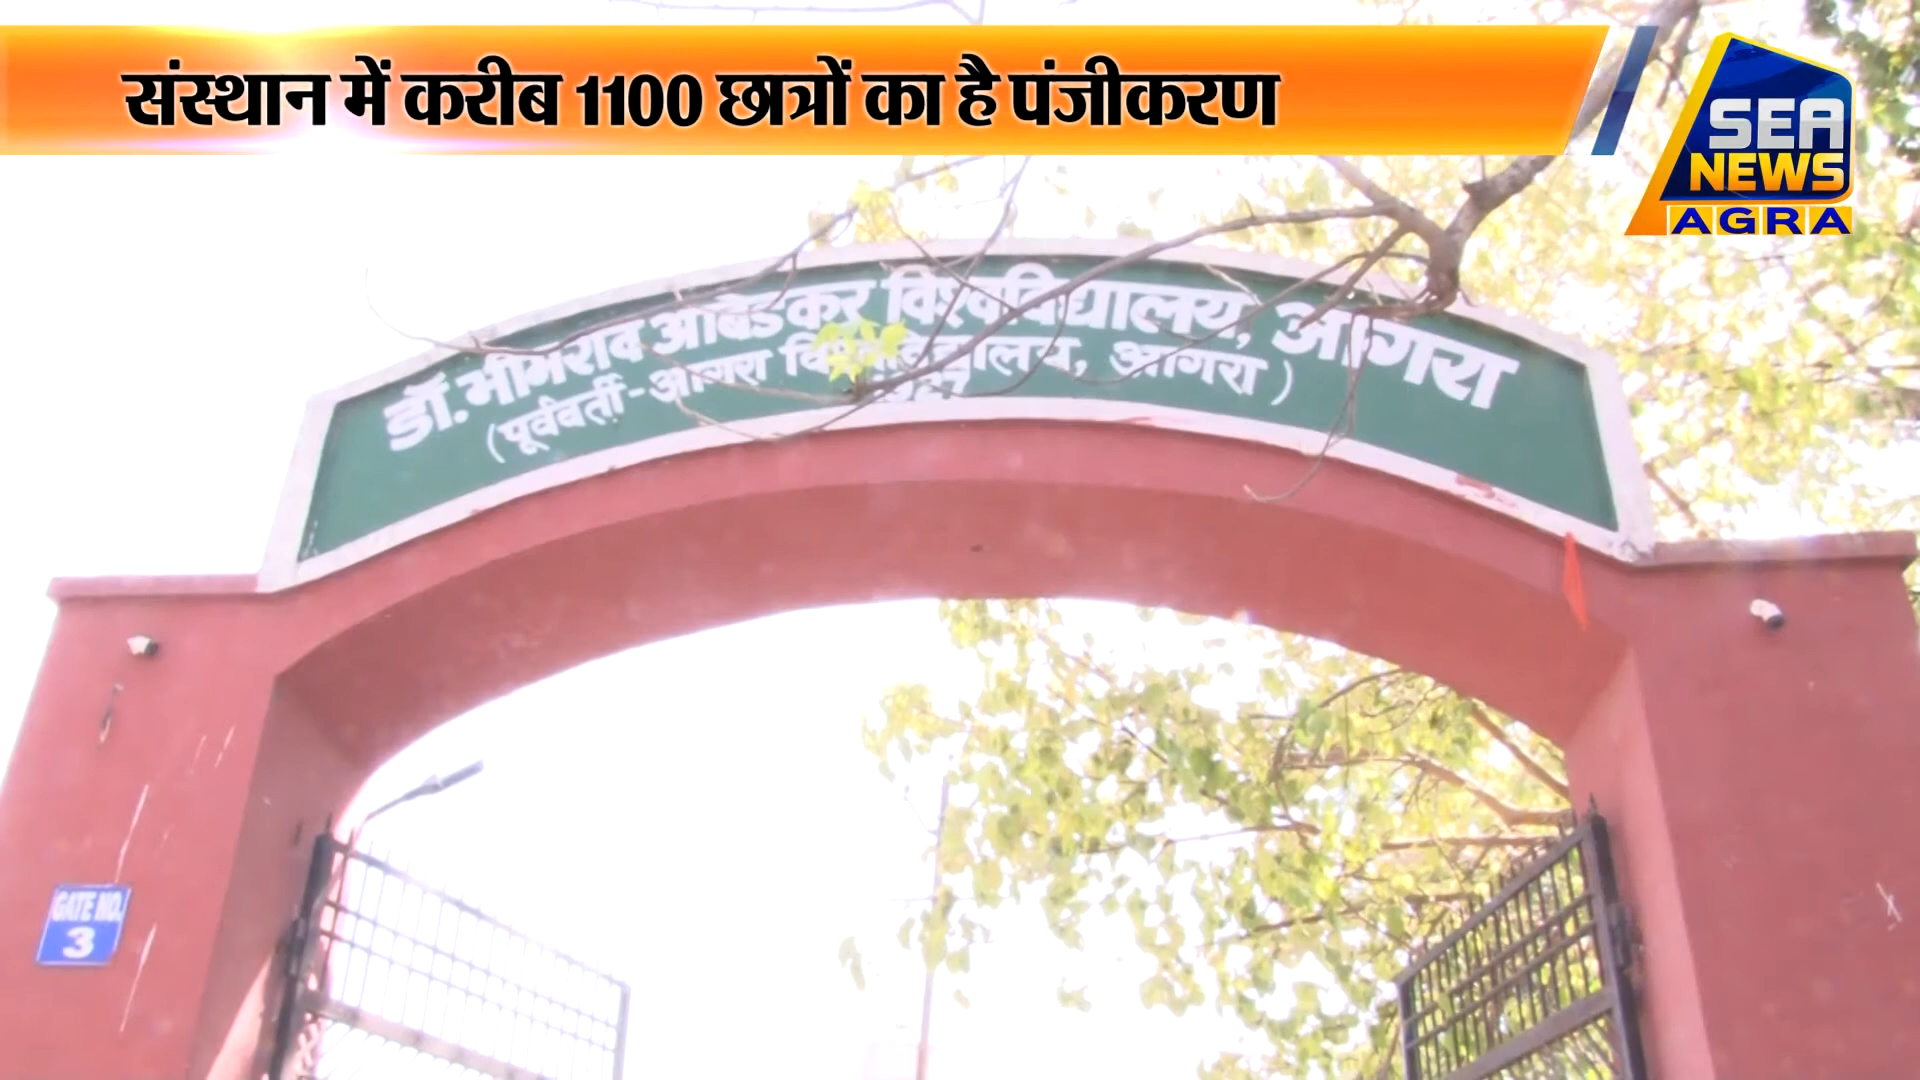 संस्थान में करीब 1100 छात्रों का है पंजीकरण
SEA
NEWS
AGRA
डॉ. भीमराव आंबेडकर विश्वविद्यालय, आगरा
(पूर्ववर्ती-आगरा विश्वविद्यालय, आगरा)
GATE NO.
3